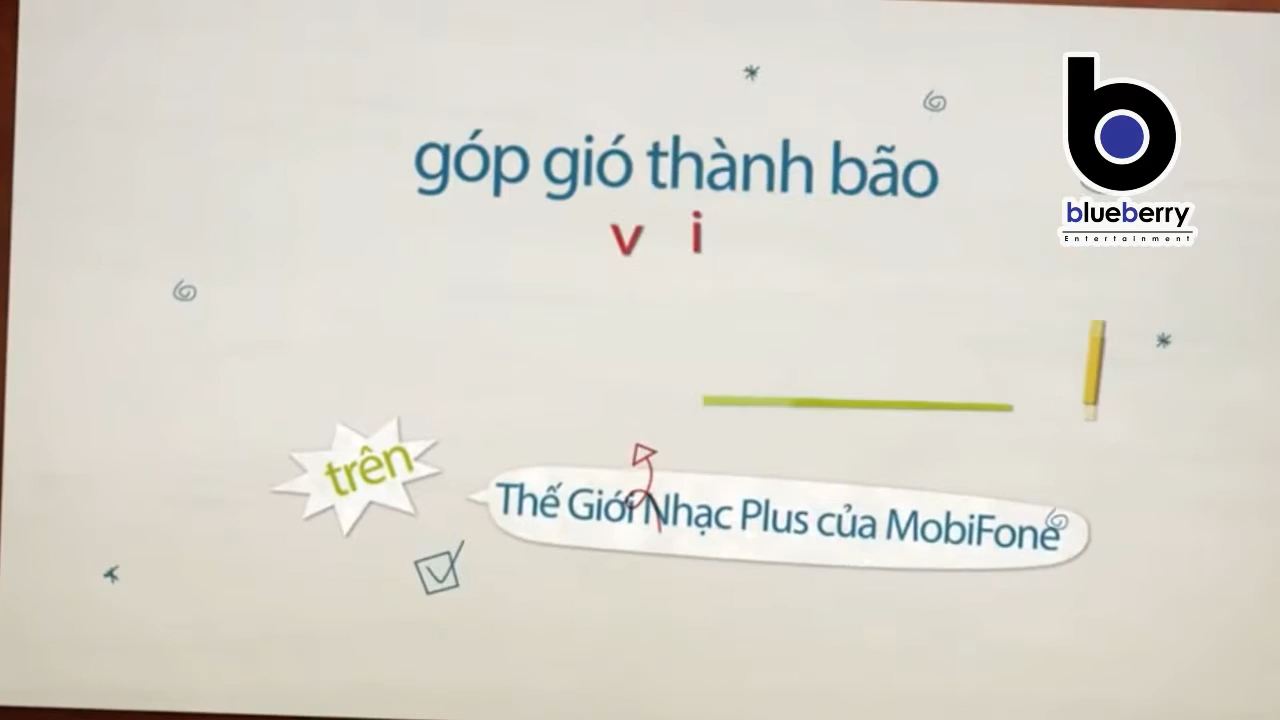 góp gió thành bão
v i
trên
Thế Giới Nhạc Plus của MobiFone
blueberry
Entertainment